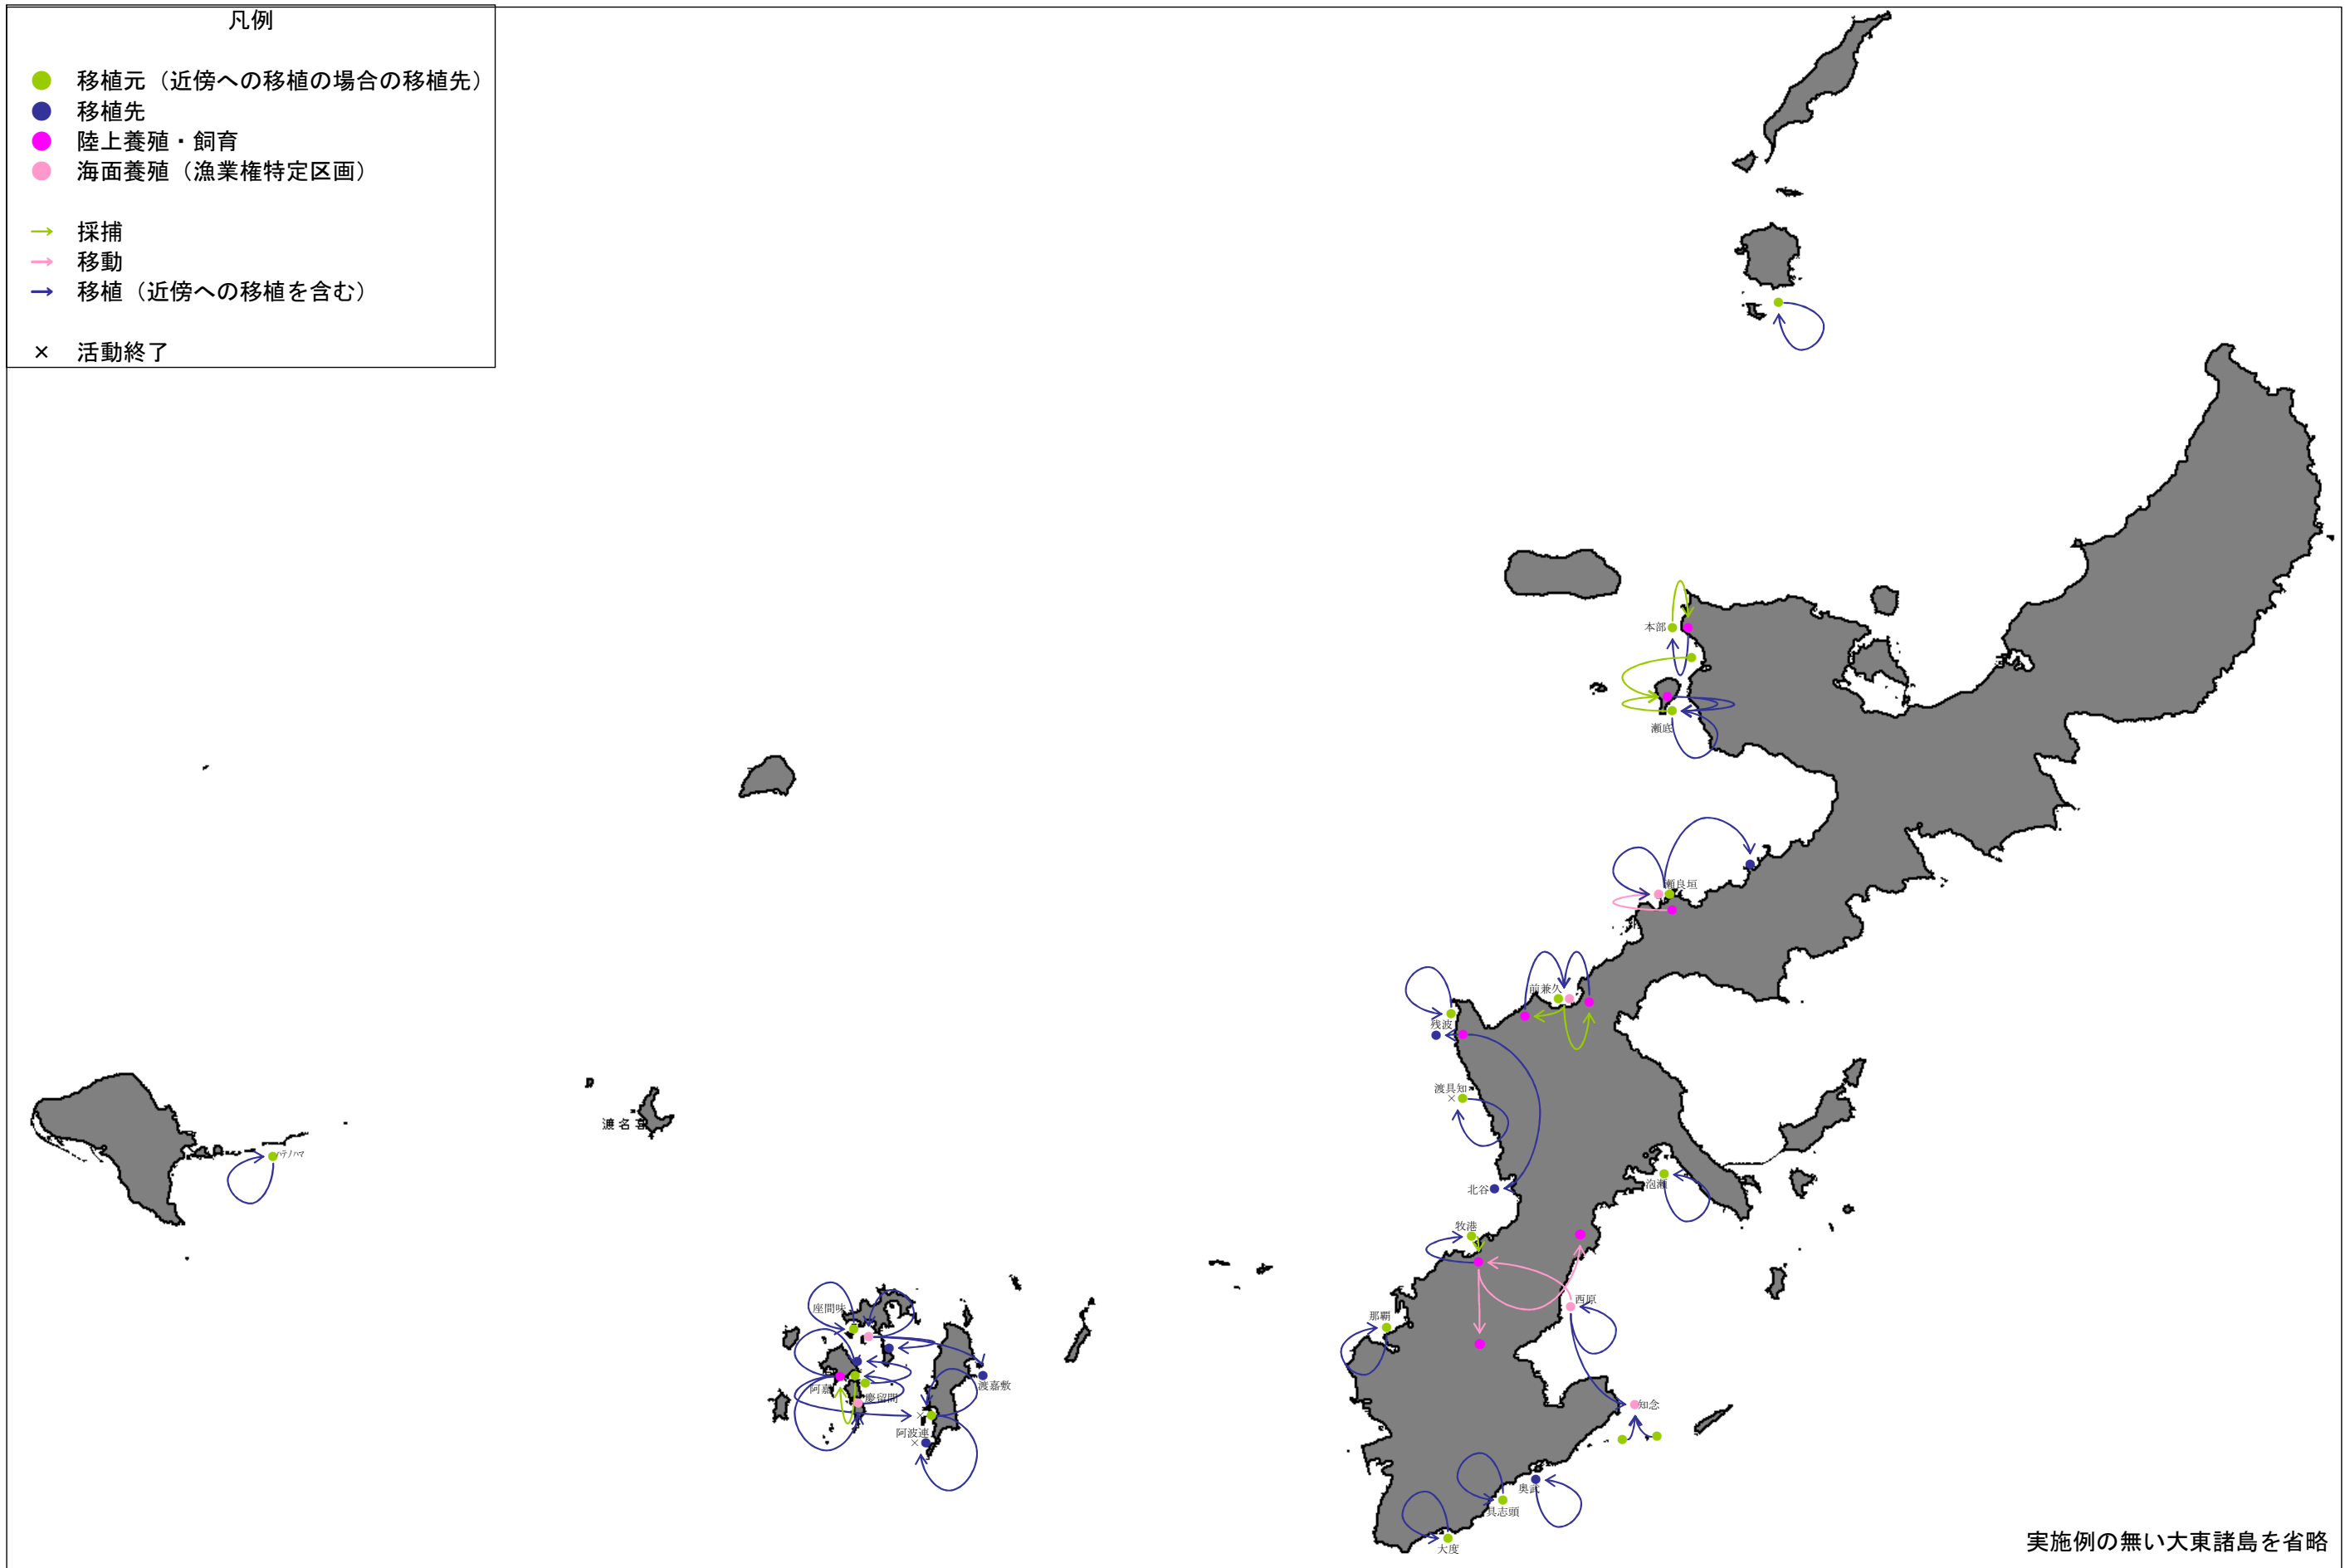 凡例
● 移植元（近傍への移植の場合の移植先）
● 移植先
● 陸上養殖・飼育
● 海面養殖（漁業権特定区画）
→ 採捕
→ 移動
→ 移植（近傍への移植を含む）
× 活動終了
本部
瀬底
瀬良垣
前兼久
残波
渡具知
×
渡名喜
ハテノハマ
北谷
泡瀬
牧港
西原
那覇
座間味
阿嘉
慶留間
渡嘉敷
×
阿波連
×
知念
奥武
具志頭
大度
実施例の無い大東諸島を省略